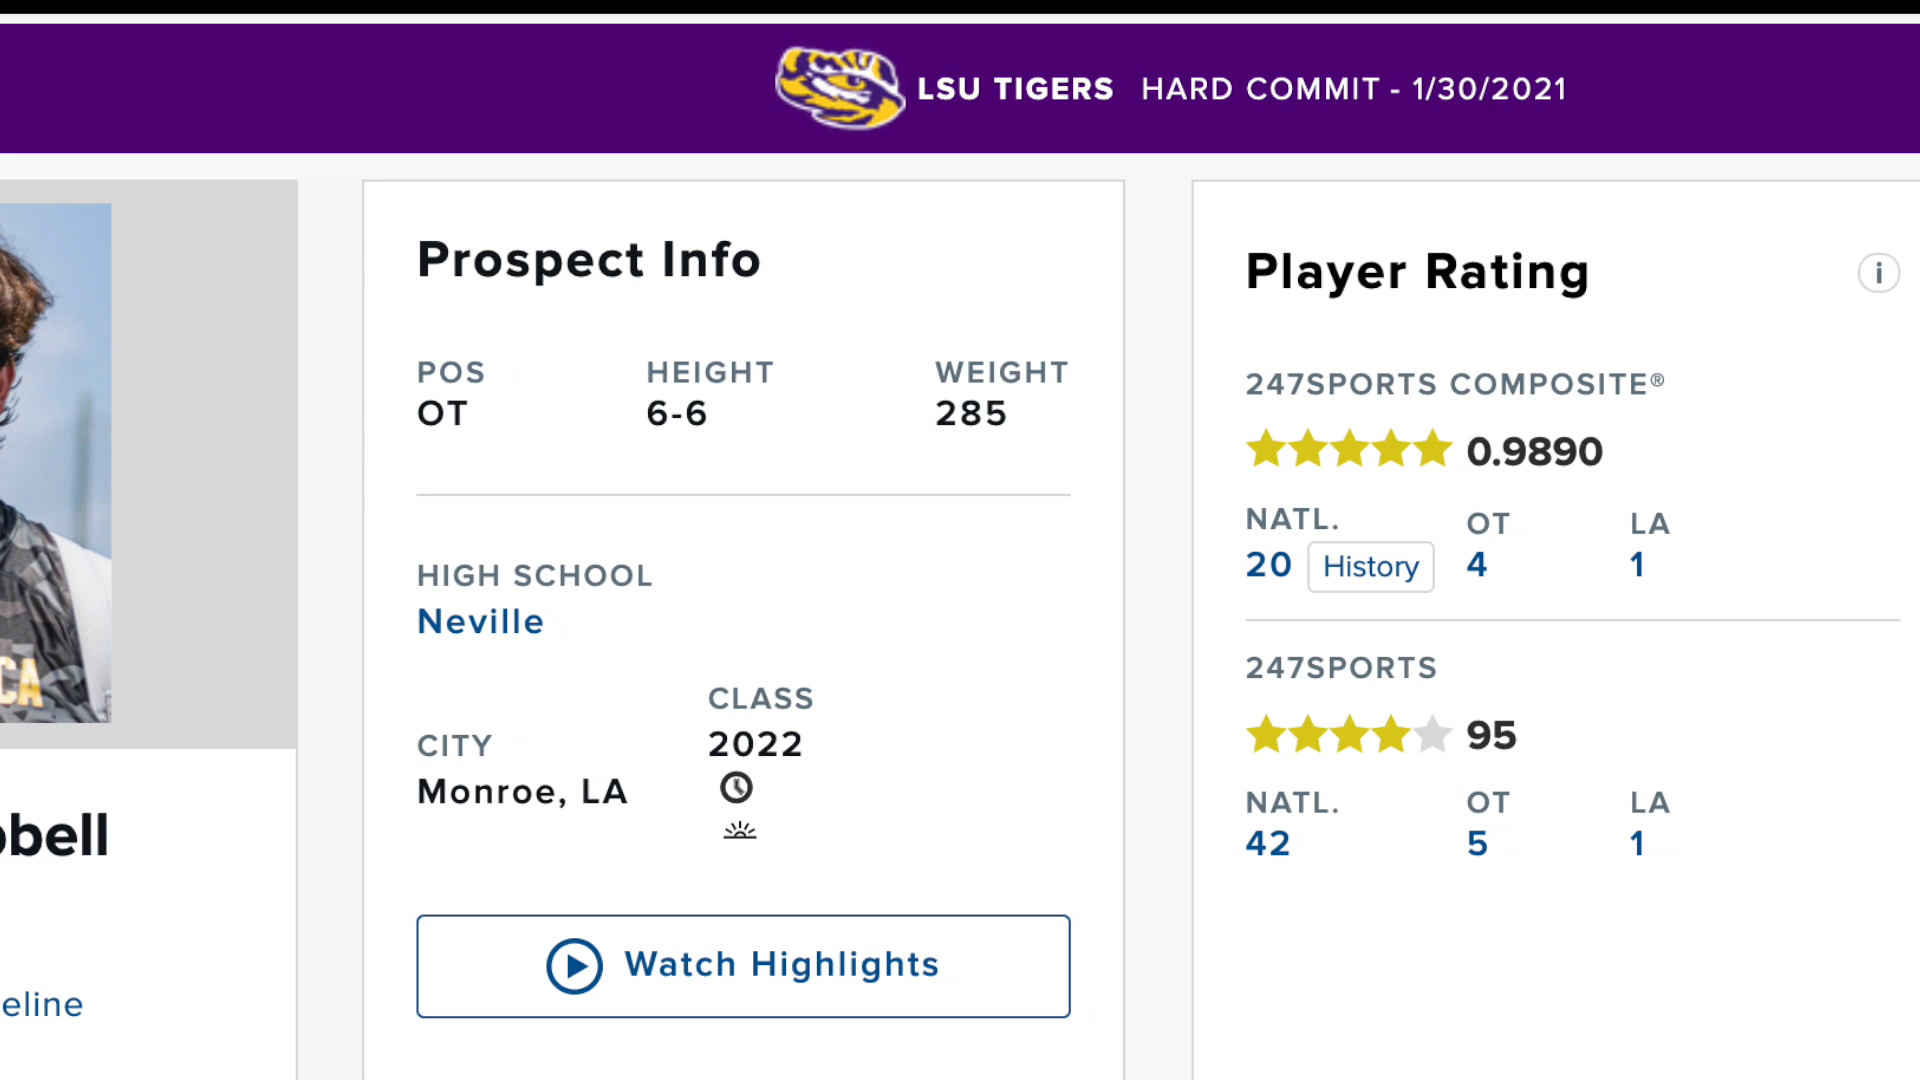 LSU TIGERS HARD COMMIT - 1/30/2021
CA
bbell
eline
Prospect Info
POS HEIGHT WEIGHT
OT 6-6 285
HIGH SCHOOL
Neville
CITY
Monroe, LA
CLASS
2022
Watch Highlights
Player Rating i
247SPORTS COMPOSITE®
0.9890
NATL. OT LA
20 History 4 1
247SPORTS
95
NATL. OT LA
42 5 1